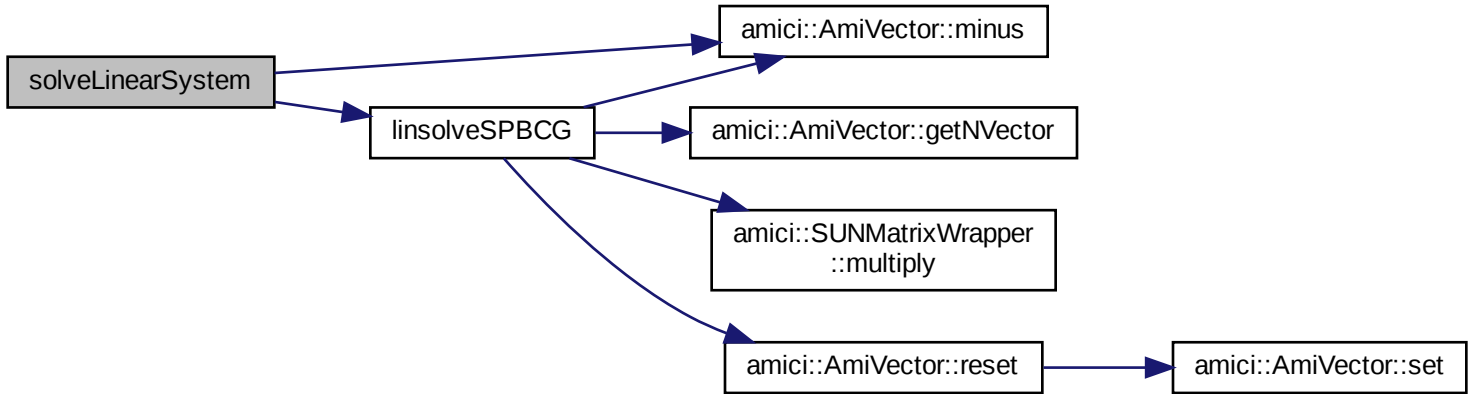 amici::AmiVector::minus
solveLinearSystem
linsolveSPBCG
amici::AmiVector::getNVector
amici::SUNMatrixWrapper
::multiply
amici::AmiVector::reset
amici::AmiVector::set